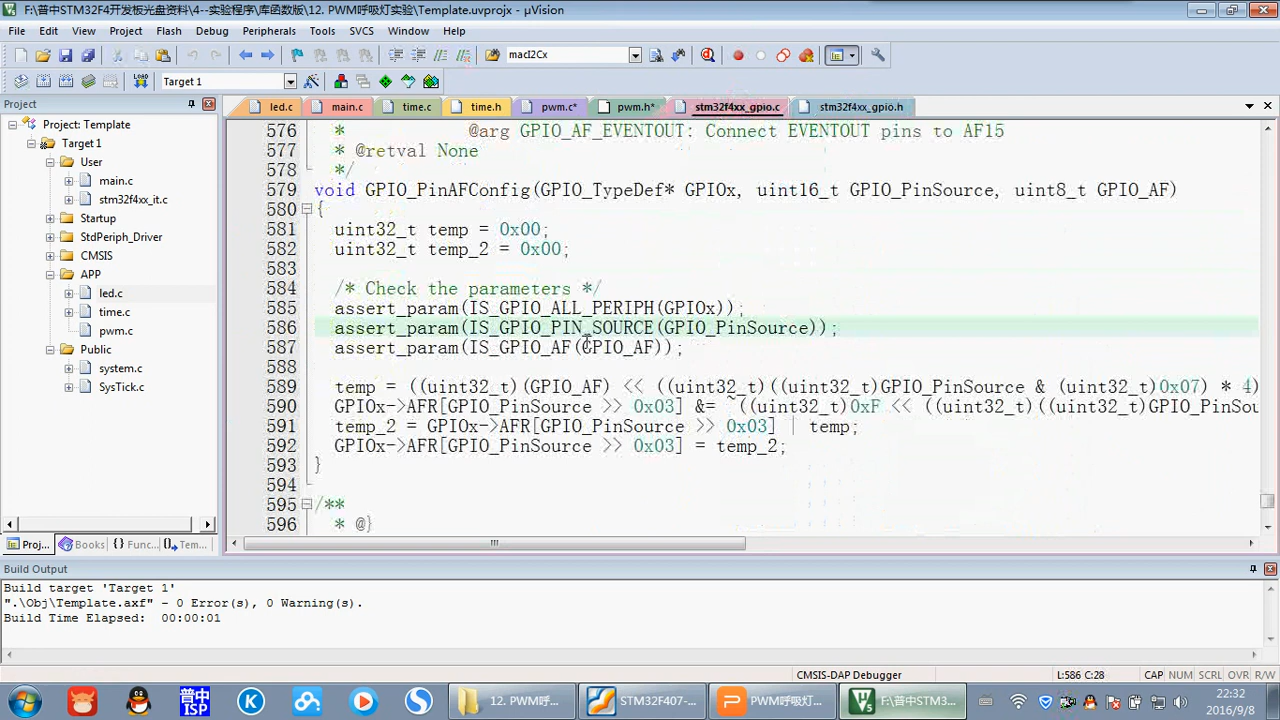 F:\普中STM32F4开发板光盘资料\4--实验程序\库函数版\12. PWM呼吸灯实验\Template.uvprojx - µVision
File Edit View Project Flash Debug Peripherals Tools SVCS Window Help
macI2Cx
LOAD Target 1
Project
led.c main.c time.c time.h pwm.c* pwm.h* stm32f4xx_gpio.c stm32f4xx_gpio.h
Project: Template
Target 1
User
main.c
stm32f4xx_it.c
Startup
StdPeriph_Driver
CMSIS
APP
led.c
time.c
pwm.c
Public
system.c
SysTick.c
Proj... Books {} Func... Tem...
576 * @arg GPIO_AF_EVENTOUT: Connect EVENTOUT pins to AF15
577 * @retval None
578 */
579 void GPIO_PinAFConfig(GPIO_TypeDef* GPIOx, uint16_t GPIO_PinSource, uint8_t GPIO_AF)
580 {
581 uint32_t temp = 0x00;
582 uint32_t temp_2 = 0x00;
583
584 /* Check the parameters */
585 assert_param(IS_GPIO_ALL_PERIPH(GPIOx));
586 assert_param(IS_GPIO_PIN_SOURCE(GPIO_PinSource));
587 assert_param(IS_GPIO_AF(GPIO_AF));
588
589 temp = ((uint32_t)(GPIO_AF) << ((uint32_t)((uint32_t)GPIO_PinSource & (uint32_t)0x07) * 4)
590 GPIOx->AFR[GPIO_PinSource >> 0x03] &= ~((uint32_t)0xF << ((uint32_t)((uint32_t)GPIO_PinSou
591 temp_2 = GPIOx->AFR[GPIO_PinSource >> 0x03] | temp;
592 GPIOx->AFR[GPIO_PinSource >> 0x03] = temp_2;
593 }
594
595 /**
596 * @}
Build Output
Build target 'Target 1'
".\Obj\Template.axf" - 0 Error(s), 0 Warning(s).
Build Time Elapsed: 00:00:01
CMSIS-DAP Debugger L:586 C:28 CAP NUM SCRL OVR R/W
普中 ISP 12. PWM呼... STM32F407-... PWM呼吸灯... F:\普中STM3...
22:32
2016/9/8